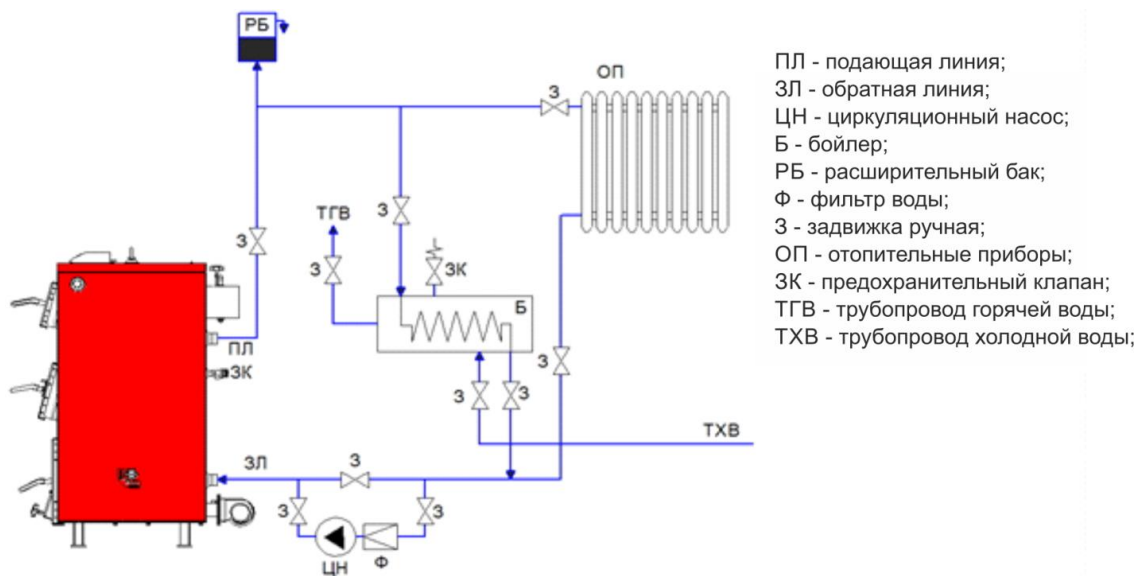 РБ
ОП
З
З
ТГВ
З
З
ЗК
Б
З
ПЛ
ЗК
З
З
З
ТХВ
ЗЛ
З
З
З
ЦН
Ф
ПЛ - подающая линия;
ЗЛ - обратная линия;
ЦН - циркуляционный насос;
Б - бойлер;
РБ - расширительный бак;
Ф - фильтр воды;
З - задвижка ручная;
ОП - отопительные приборы;
ЗК - предохранительный клапан;
ТГВ - трубопровод горячей воды;
ТХВ - трубопровод холодной воды;